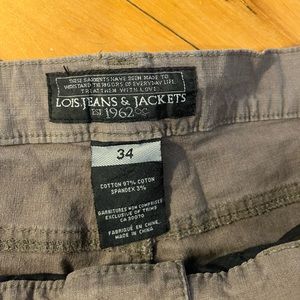 THESE GARMENTS HAVE BEEN MADE TO
WITHSTAND THE RIGORS OF EVERYDAY LIFE.
TREAT THEM WITH LOVE.
LOIS JEANS & JACKETS
EST 1962
34
COTTON 97% COTON
SPANDEX 3%
GARNITURES NON COMPRISES
EXCLUSIVE OF TRIMS
CA 30070
FABRIQUÉ EN CHINE
MADE IN CHINA